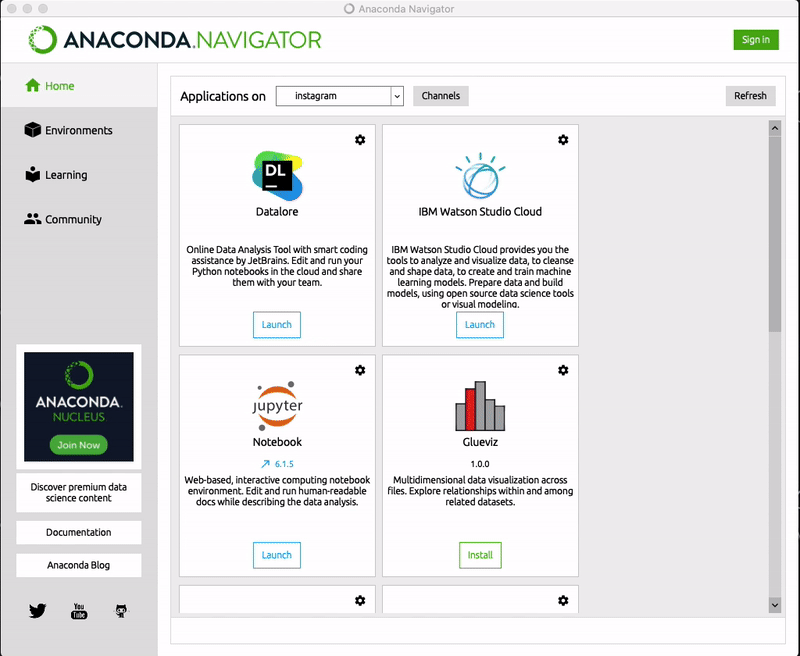 Anaconda Navigator
ANACONDA.NAVIGATOR
Sign in
Home
Environments
Learning
Community
ANACONDA.
NUCLEUS
Join Now
Discover premium data
science content
Documentation
Anaconda Blog
You
Tube
Applications on
instagram
Channels
Refresh
DL
Datalore
Online Data Analysis Tool with smart coding
assistance by JetBrains. Edit and run your
Python notebooks in the cloud and share
them with your team.
Launch
IBM Watson Studio Cloud
IBM Watson Studio Cloud provides you the
tools to analyze and visualize data, to cleanse
and shape data, to create and train machine
learning models. Prepare data and build
models, using open source data science tools
or visual modeling.
Launch
jupyter
Notebook
6.1.5
Web-based, interactive computing notebook
environment. Edit and run human-readable
docs while describing the data analysis.
Launch
Glueviz
1.0.0
Multidimensional data visualization across
files. Explore relationships within and among
related datasets.
Install